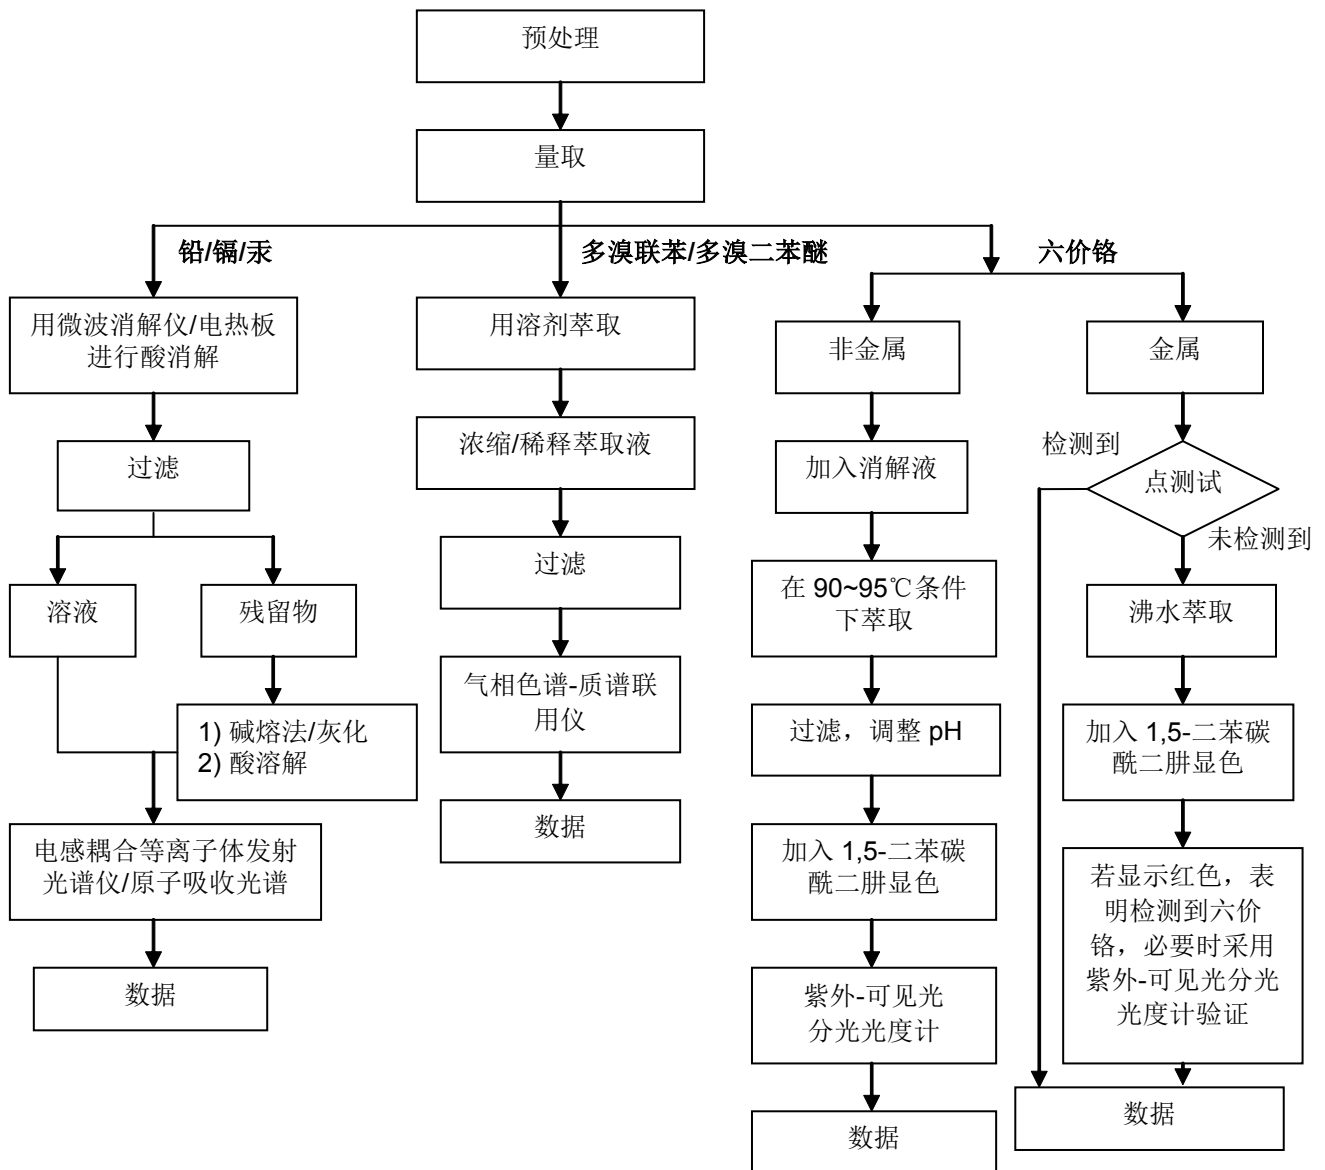 预处理
量取
铅/镉/汞
多溴联苯/多溴二苯醚
六价铬
用微波消解仪/电热板
进行酸消解
过滤
溶液
残留物
1) 碱熔法/灰化
2) 酸溶解
电感耦合等离子体发射
光谱仪/原子吸收光谱
数据
用溶剂萃取
浓缩/稀释萃取液
过滤
气相色谱-质谱联
用仪
数据
非金属
加入消解液
在 90~95℃条件
下萃取
过滤，调整 pH
加入 1,5-二苯碳
酰二肼显色
紫外-可见光
分光光度计
数据
金属
检测到
点测试
未检测到
沸水萃取
加入 1,5-二苯碳
酰二肼显色
若显示红色，表
明检测到六价
铬，必要时采用
紫外-可见光分光
光度计验证
数据